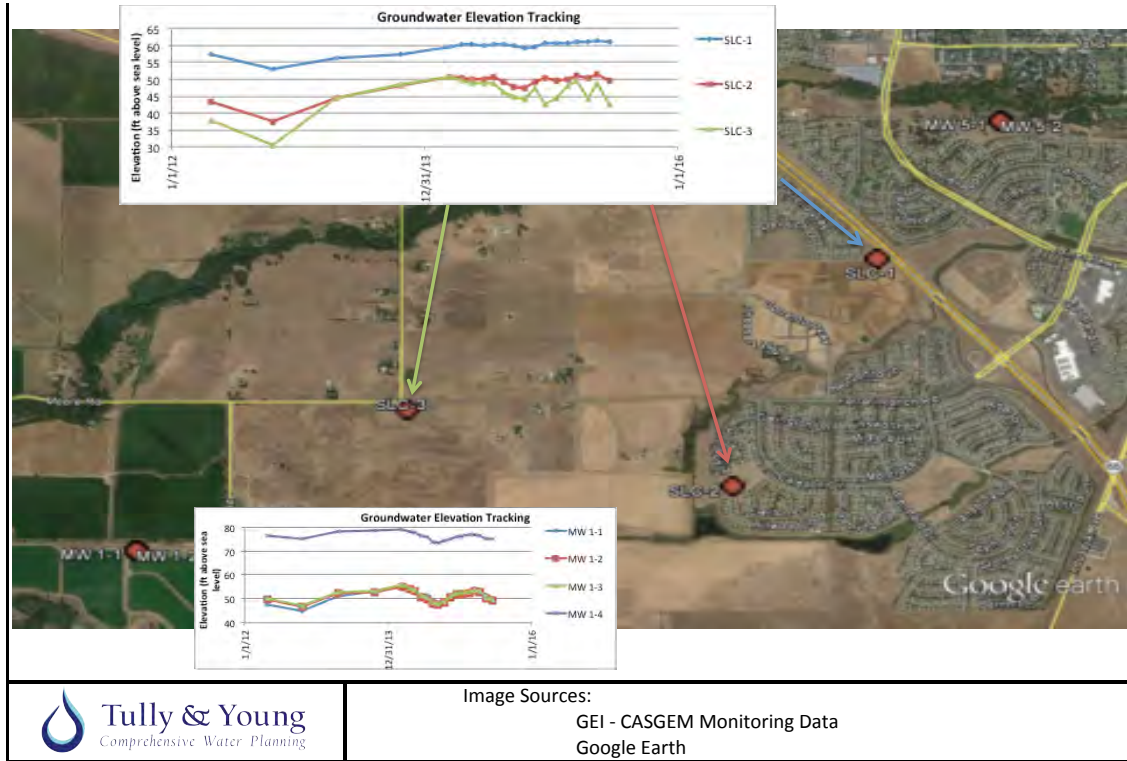 Groundwater Elevation Tracking
Elevation (ft above sea level)
65
60
55
50
45
40
35
30
1/1/12
12/31/13
1/1/16
SLC-1
SLC-2
SLC-3
MW 5-1 MW 5-2
SLC-1
SLC-3
SLC-2
MW 1-1 MW 1-2
65
Google earth
Groundwater Elevation Tracking
Elevation (ft above sea
level)
80
70
60
50
40
1/1/12
12/31/13
1/1/16
MW 1-1
MW 1-2
MW 1-3
MW 1-4
Tully & Young
Comprehensive Water Planning
Image Sources:
GEI - CASGEM Monitoring Data
Google Earth